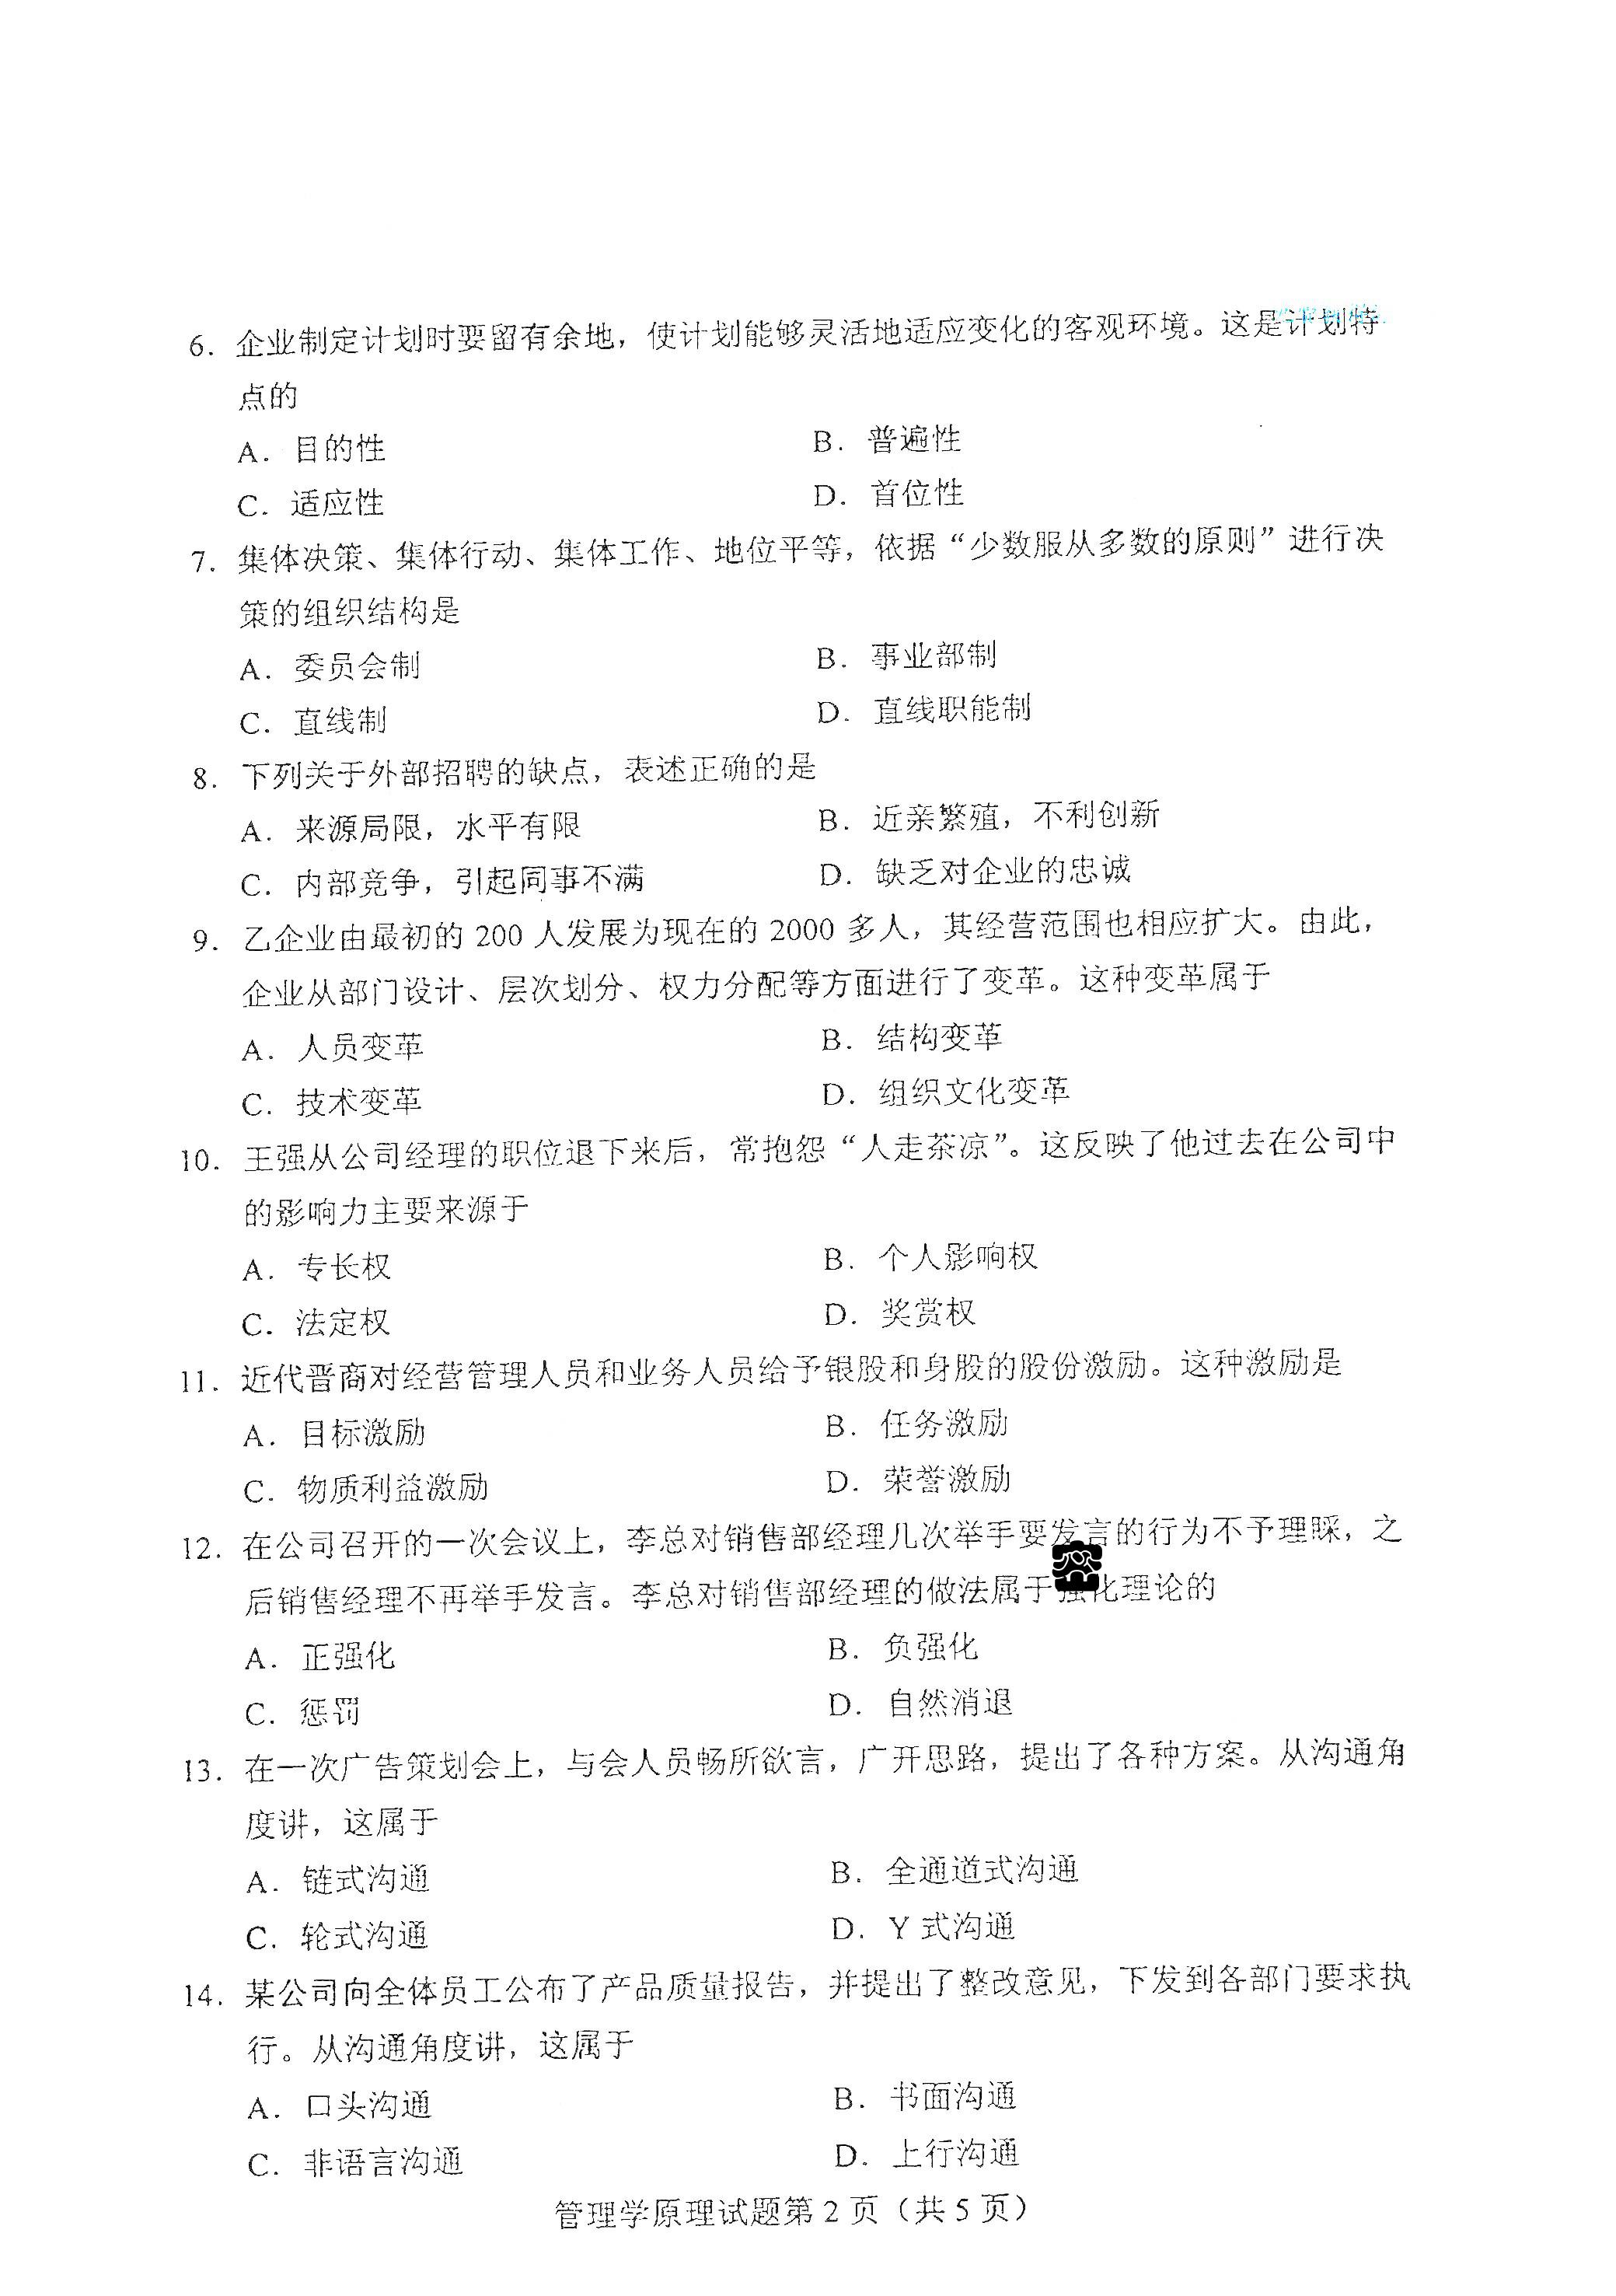 6. 企业制定计划时要留有余地，使计划能够灵活地适应变化的客观环境。这是计划特
点的
A. 目的性 B. 普遍性
C. 适应性 D. 首位性
7. 集体决策、集体行动、集体工作、地位平等，依据“少数服从多数的原则”进行决
策的组织结构是
A. 委员会制 B. 事业部制
C. 直线制 D. 直线职能制
8. 下列关于外部招聘的缺点，表述正确的是
A. 来源局限，水平有限 B. 近亲繁殖，不利创新
C. 内部竞争，引起同事不满 D. 缺乏对企业的忠诚
9. 乙企业由最初的 200 人发展为现在的 2000 多人，其经营范围也相应扩大。由此，
企业从部门设计、层次划分、权力分配等方面进行了变革。这种变革属于
A. 人员变革 B. 结构变革
C. 技术变革 D. 组织文化变革
10. 王强从公司经理的职位退下来后，常抱怨“人走茶凉”。这反映了他过去在公司中
的影响力主要来源于
A. 专长权 B. 个人影响权
C. 法定权 D. 奖赏权
11. 近代晋商对经营管理人员和业务人员给予银股和身股的股份激励。这种激励是
A. 目标激励 B. 任务激励
C. 物质利益激励 D. 荣誉激励
12. 在公司召开的一次会议上，李总对销售部经理几次举手要发言的行为不予理睬，之
后销售经理不再举手发言。李总对销售部经理的做法属于强化理论的
A. 正强化 B. 负强化
C. 惩罚 D. 自然消退
13. 在一次广告策划会上，与会人员畅所欲言，广开思路，提出了各种方案。从沟通角
度讲，这属于
A. 链式沟通 B. 全通道式沟通
C. 轮式沟通 D. Y 式沟通
14. 某公司向全体员工公布了产品质量报告，并提出了整改意见，下发到各部门要求执
行。从沟通角度讲，这属于
A. 口头沟通 B. 书面沟通
C. 非语言沟通 D. 上行沟通
管理学原理试题第 2 页（共 5 页）